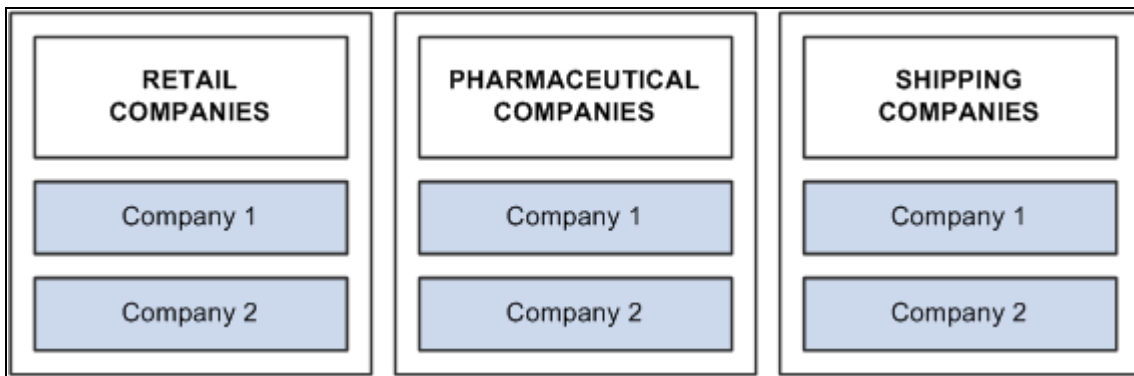 RETAIL
COMPANIES
Company 1
Company 2
PHARMACEUTICAL
COMPANIES
Company 1
Company 2
SHIPPING
COMPANIES
Company 1
Company 2